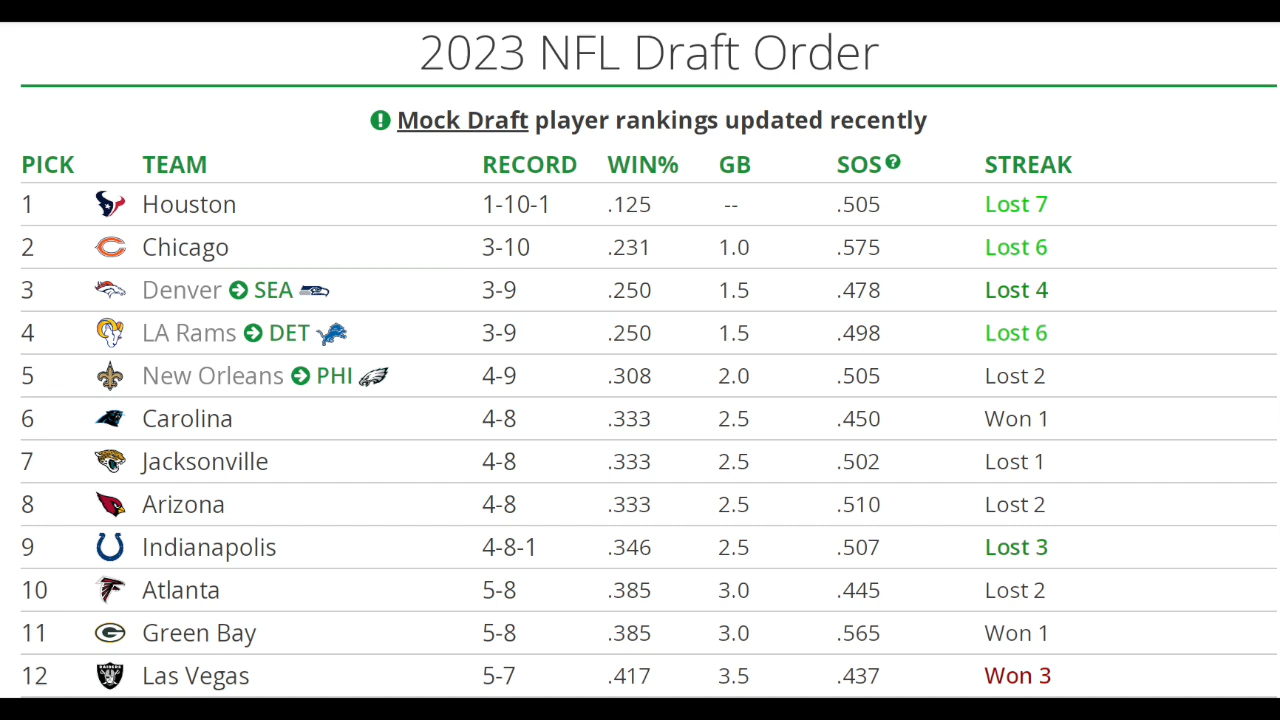 2023 NFL Draft Order
! Mock Draft player rankings updated recently
PICK TEAM RECORD WIN% GB SOS ? STREAK
1 Houston 1-10-1 .125 -- .505 Lost 7
2 Chicago 3-10 .231 1.0 .575 Lost 6
3 Denver SEA 3-9 .250 1.5 .478 Lost 4
4 LA Rams DET 3-9 .250 1.5 .498 Lost 6
5 New Orleans PHI 4-9 .308 2.0 .505 Lost 2
6 Carolina 4-8 .333 2.5 .450 Won 1
7 Jacksonville 4-8 .333 2.5 .502 Lost 1
8 Arizona 4-8 .333 2.5 .510 Lost 2
9 Indianapolis 4-8-1 .346 2.5 .507 Lost 3
10 Atlanta 5-8 .385 3.0 .445 Lost 2
11 Green Bay 5-8 .385 3.0 .565 Won 1
12 Las Vegas 5-7 .417 3.5 .437 Won 3